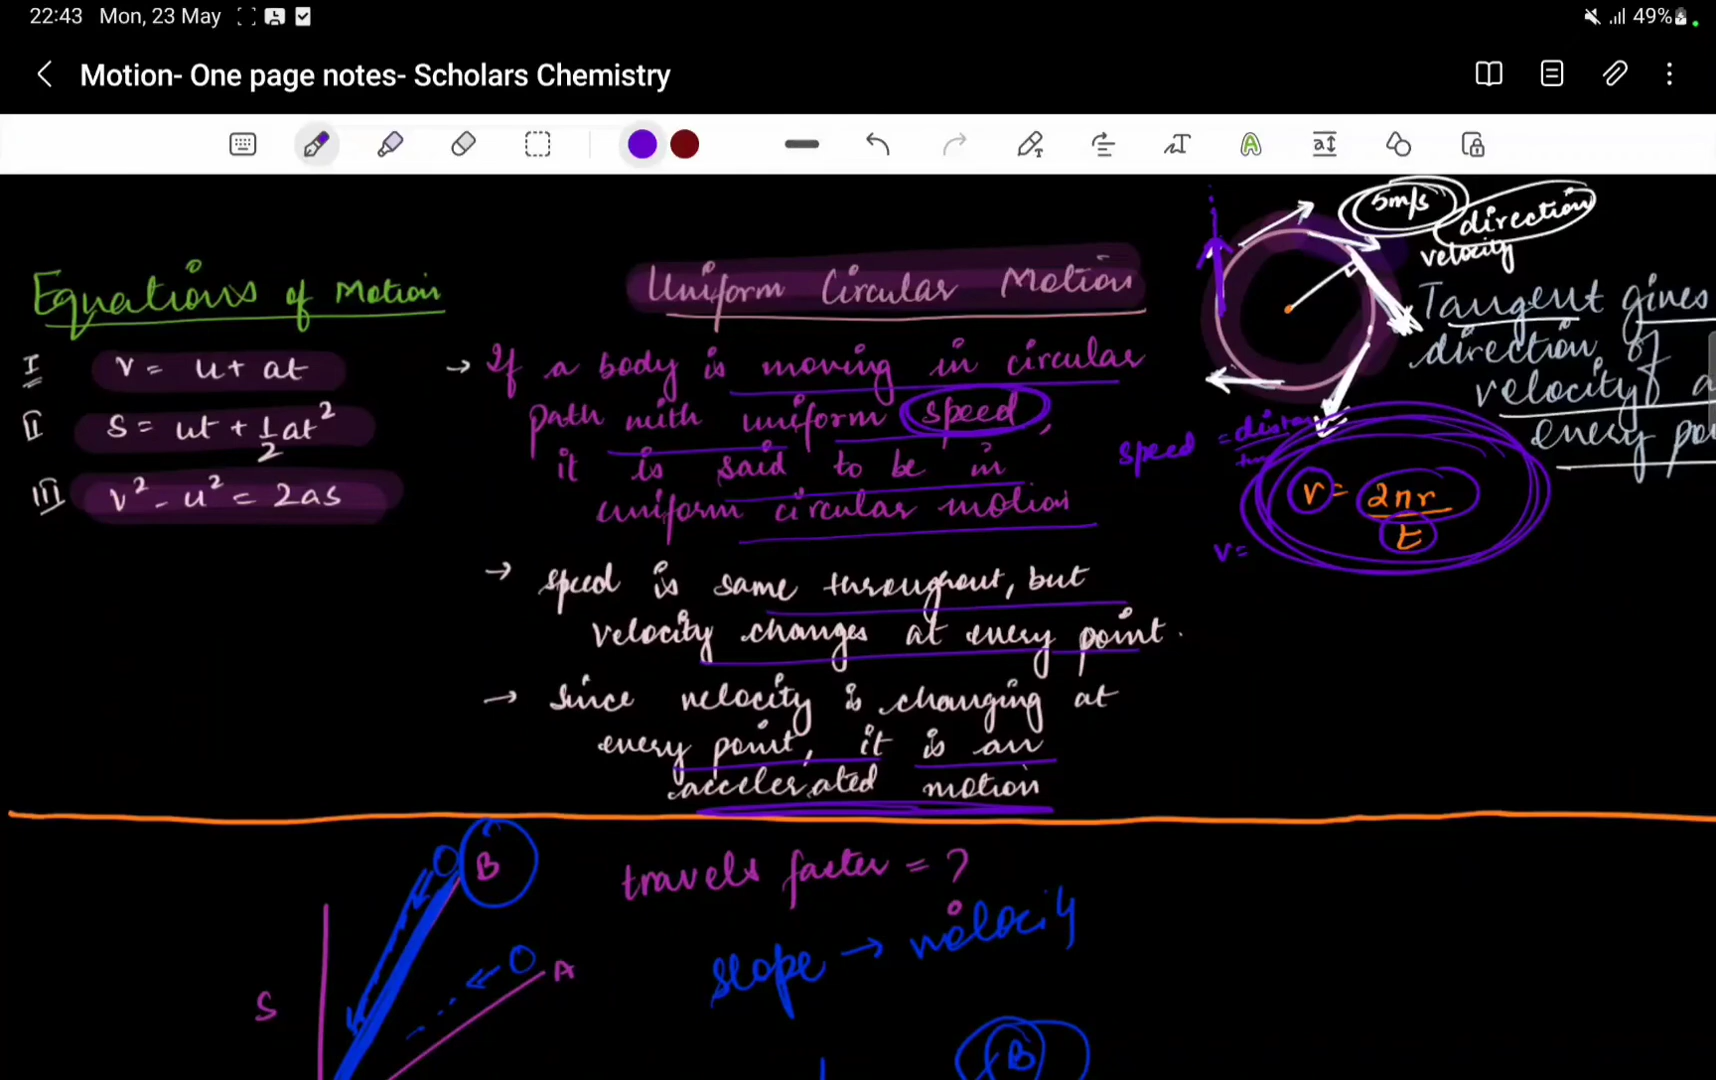 22:43 Mon, 23 May
49%
Motion- One page notes- Scholars Chemistry
Equations of Motion
I v = u + at
II s = ut + 1/2 at²
III v² - u² = 2as
Uniform Circular Motion
→ If a body is moving in circular
path with uniform speed,
it is said to be in
uniform circular motion
→ speed is same throughout, but
velocity changes at every point.
→ since velocity is changing at
every point, it is an
accelerated motion
5m/s
direction
velocity
Tangent gives
direction of
velocity
every
speed =
v = 2πr/t
v =
B
A
S
travels faster = ?
slope → velocity
B